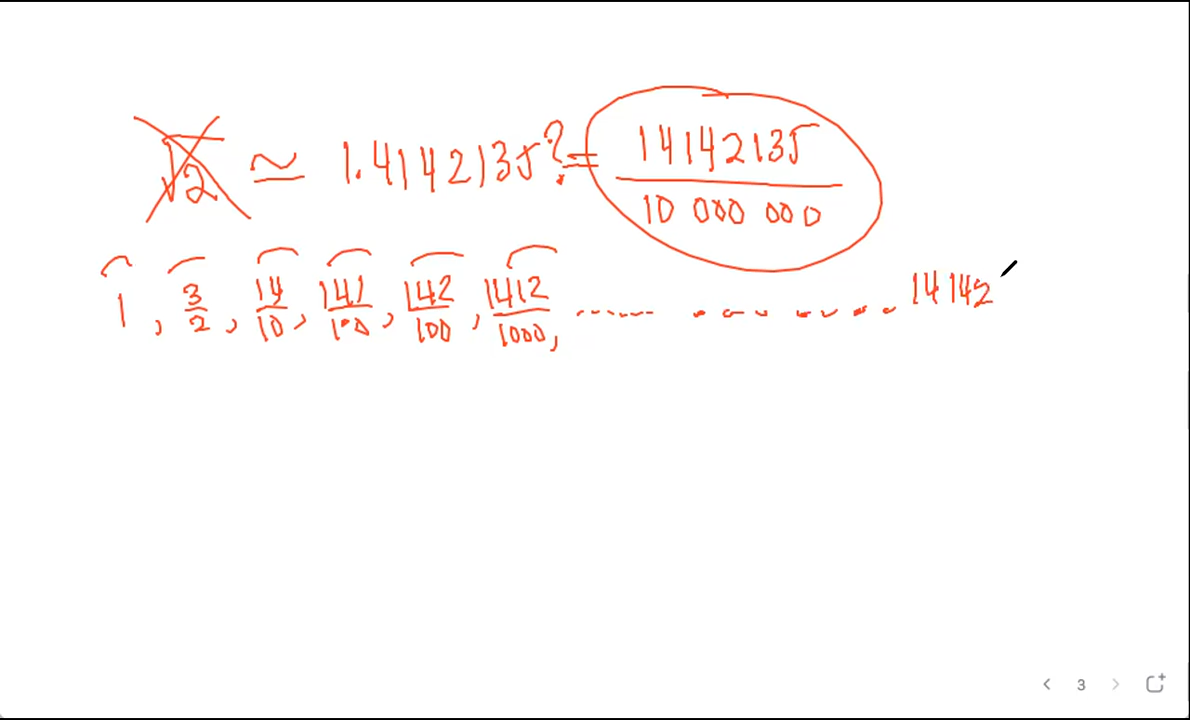 √2 ≃ 1.4142135? = 14142135/10 000 000
1, 3/2, 14/10, 141/100, 142/100, 1412/1000, ...... . . . . . . . . 14142
3